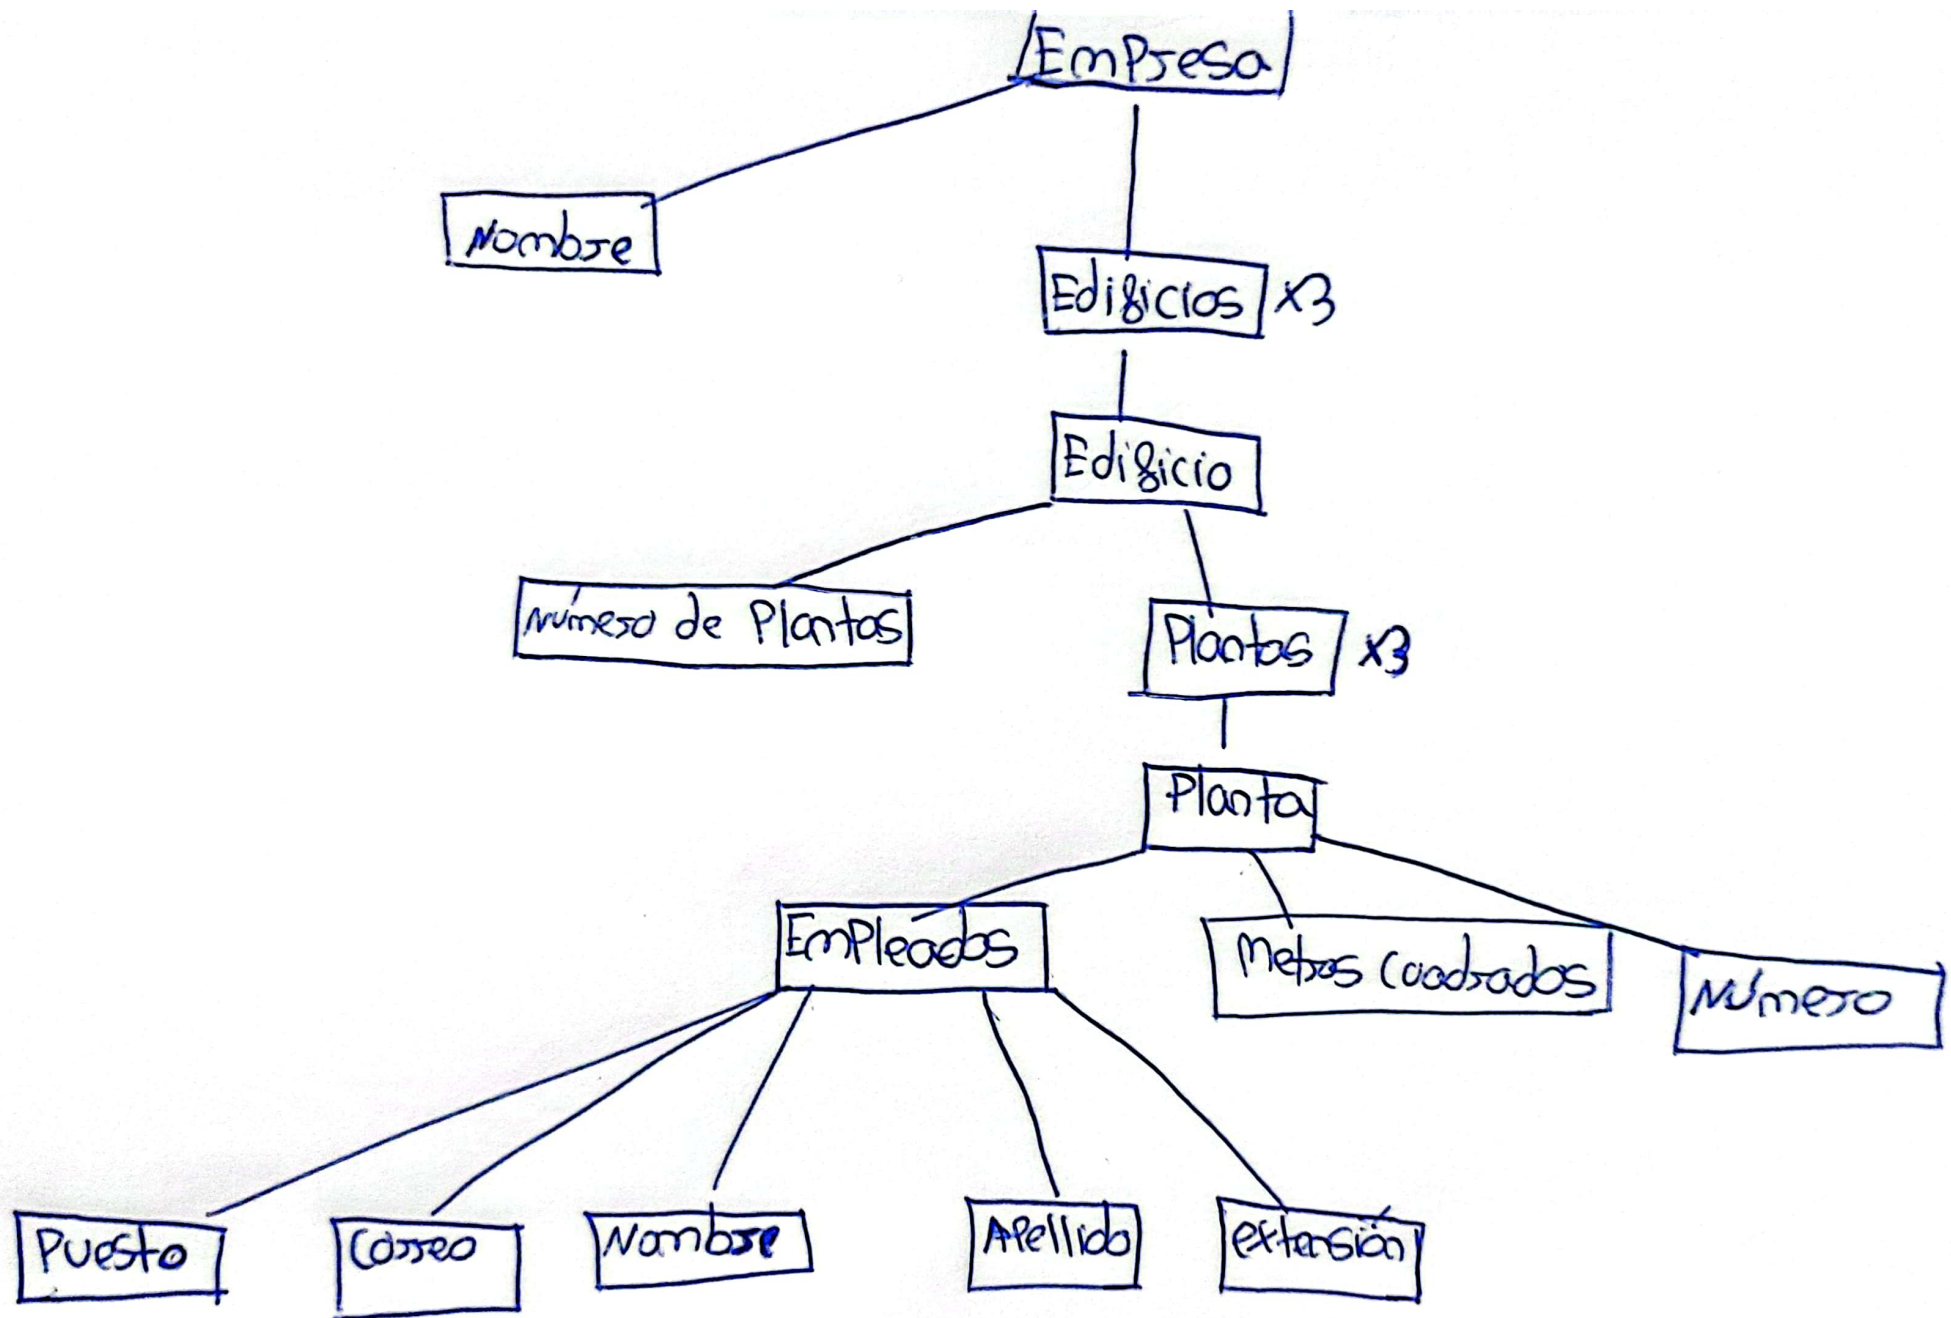 Empresa
Nombre
Edificios x3
Edificio
Número de Plantas
Plantas x3
Planta
Empleados
Metros Cuadrados
Número
Puesto
Correo
Nombre
Apellido
extensión